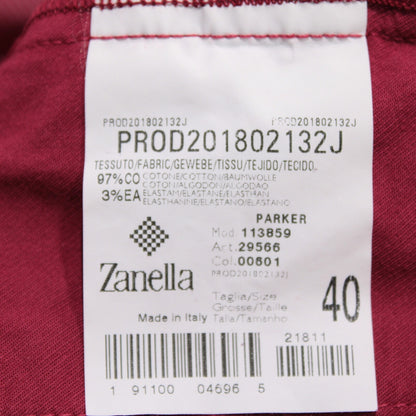 PROD201802132J PROD201802132J
PROD201802132J
TESSUTO/FABRIC/GEWEBE/TISSU/TEJIDO/TECIDO.
97%CO COTONE/COTTON/BAUMWOLLE
COTON/ALGODON/ALGODAO
3%EA ELASTAM/ELASTANE/ELASTHAN
ELASTHANNE/ELASTANO/ELASTANO
PARKER
Mod. 113859
Art. 29566
Col. 00601
PROD201802132J
Zanella
Taglia/Size
Grosse/Taille
Talla/Tamanho
40
Made in Italy
21811
1 91100 04696 5